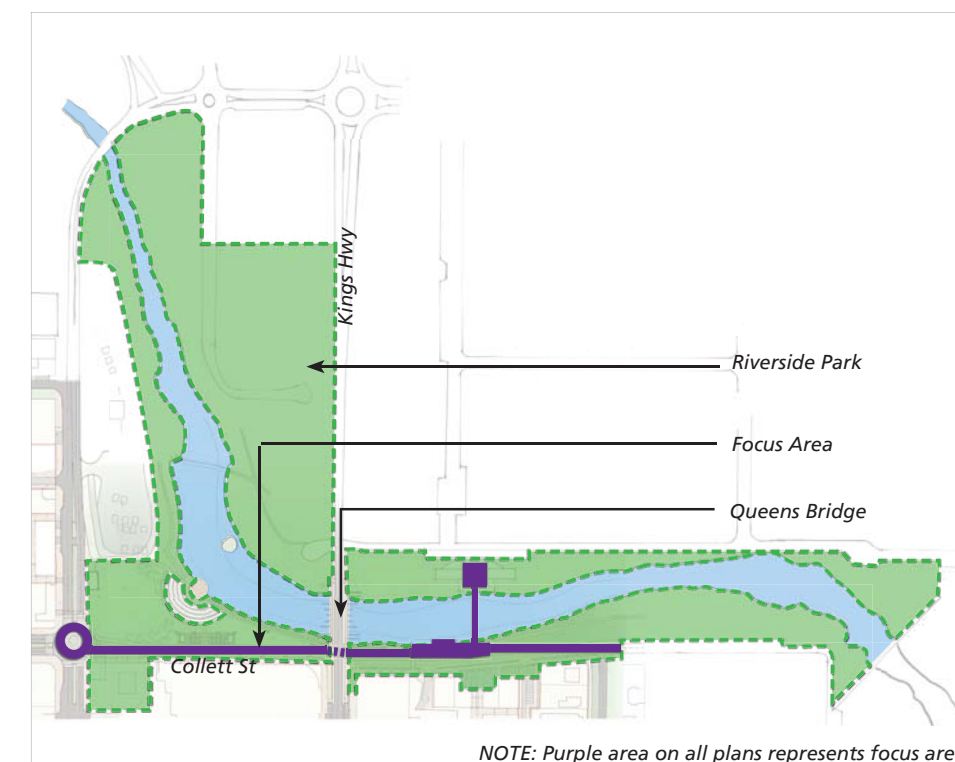 Kings Hwy
Riverside Park
Focus Area
Queens Bridge
Collett St
NOTE: Purple area on all plans represents focus are